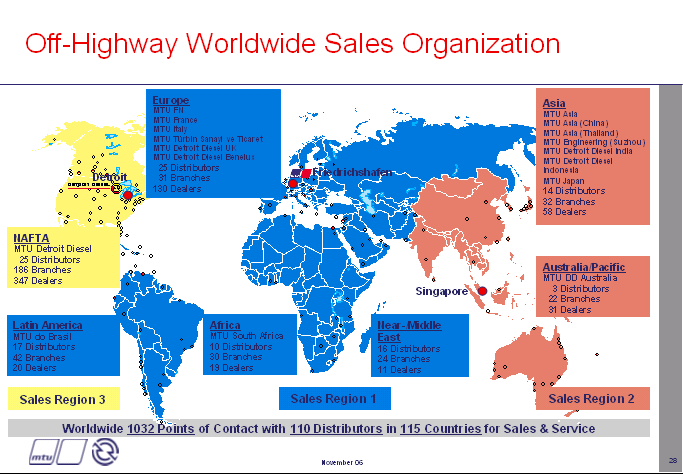 Off-Highway Worldwide Sales Organization
Europe
MTU FN
MTU France
MTU Italy
MTU Türbin Sanayi ve Ticaret
MTU Detroit Diesel UK
MTU Detroit Diesel Benelux
25 Distributors
31 Branches
130 Dealers
Asia
MTU Asia
MTU Asia (China)
MTU Asia (Thailand)
MTU Engineering (Suzhou)
MTU Detroit Diesel India
MTU Detroit Diesel
Indonesia
MTU Japan
14 Distributors
32 Branches
58 Dealers
Detroit
Friedrichshafen
NAFTA
MTU Detroit Diesel
25 Distributors
186 Branches
347 Dealers
Australia/Pacific
MTU DD Australia
3 Distributors
22 Branches
31 Dealers
Singapore
Latin America
MTU do Brasil
17 Distributors
42 Branches
20 Dealers
Africa
MTU South Africa
10 Distributors
30 Branches
19 Dealers
Near-Middle
East
16 Distributors
24 Branches
11 Dealers
Sales Region 3
Sales Region 1
Sales Region 2
Worldwide 1032 Points of Contact with 110 Distributors in 115 Countries for Sales & Service
mtu
November 06
28